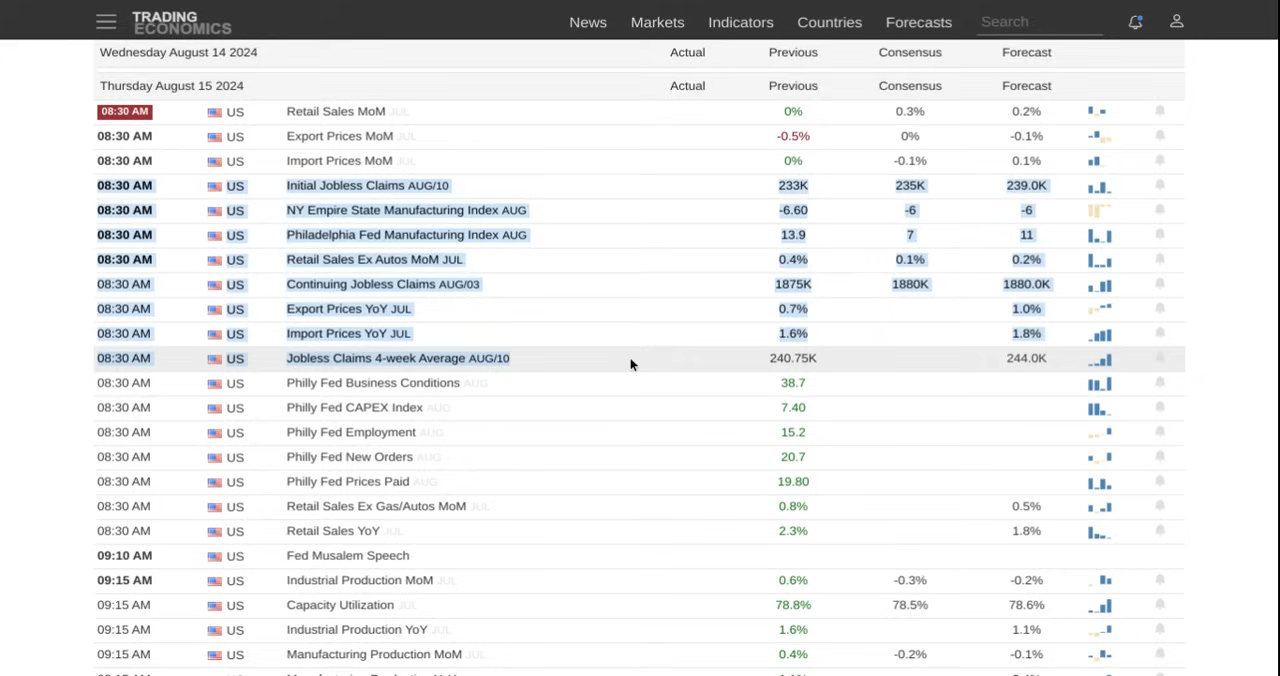 TRADING ECONOMICS News Markets Indicators Countries Forecasts Search
Wednesday August 14 2024 Actual Previous Consensus Forecast
Thursday August 15 2024 Actual Previous Consensus Forecast
08:30 AM US Retail Sales MoM JUL 0% 0.3% 0.2%
08:30 AM US Export Prices MoM JUL -0.5% 0% -0.1%
08:30 AM US Import Prices MoM JUL 0% -0.1% 0.1%
08:30 AM US Initial Jobless Claims AUG/10 233K 235K 239.0K
08:30 AM US NY Empire State Manufacturing Index AUG -6.60 -6 -6
08:30 AM US Philadelphia Fed Manufacturing Index AUG 13.9 7 11
08:30 AM US Retail Sales Ex Autos MoM JUL 0.4% 0.1% 0.2%
08:30 AM US Continuing Jobless Claims AUG/03 1875K 1880K 1880.0K
08:30 AM US Export Prices YoY JUL 0.7% 1.0%
08:30 AM US Import Prices YoY JUL 1.6% 1.8%
08:30 AM US Jobless Claims 4-week Average AUG/10 240.75K 244.0K
08:30 AM US Philly Fed Business Conditions AUG 38.7
08:30 AM US Philly Fed CAPEX Index AUG 7.40
08:30 AM US Philly Fed Employment AUG 15.2
08:30 AM US Philly Fed New Orders AUG 20.7
08:30 AM US Philly Fed Prices Paid AUG 19.80
08:30 AM US Retail Sales Ex Gas/Autos MoM JUL 0.8% 0.5%
08:30 AM US Retail Sales YoY JUL 2.3% 1.8%
09:10 AM US Fed Musalem Speech
09:15 AM US Industrial Production MoM JUL 0.6% -0.3% -0.2%
09:15 AM US Capacity Utilization JUL 78.8% 78.5% 78.6%
09:15 AM US Industrial Production YoY JUL 1.6% 1.1%
09:15 AM US Manufacturing Production MoM JUL 0.4% -0.2% -0.1%